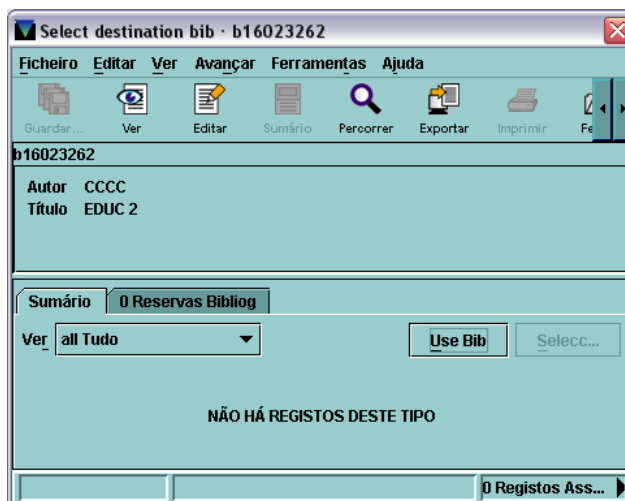 Select destination bib · b16023262
Ficheiro Editar Ver Avançar Ferramentas Ajuda
Guardar... Ver Editar Sumário Percorrer Exportar Imprimir Fe
b16023262
Autor CCCC
Título EDUC 2
Sumário 0 Reservas Bibliog
Ver all Tudo Use Bib Selecc...
NÃO HÁ REGISTOS DESTE TIPO
0 Registos Ass...